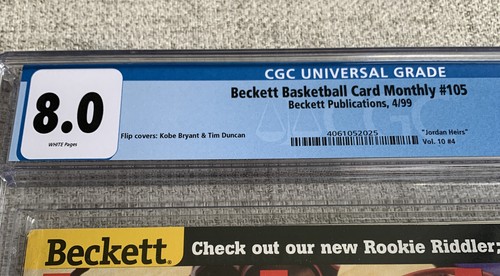 CGC UNIVERSAL GRADE
8.0
WHITE Pages
Beckett Basketball Card Monthly #105
Beckett Publications, 4/99
Flip covers: Kobe Bryant & Tim Duncan
4061052025
"Jordan Heirs"
Vol. 10 #4
CGC
Beckett. Check out our new Rookie Riddler;